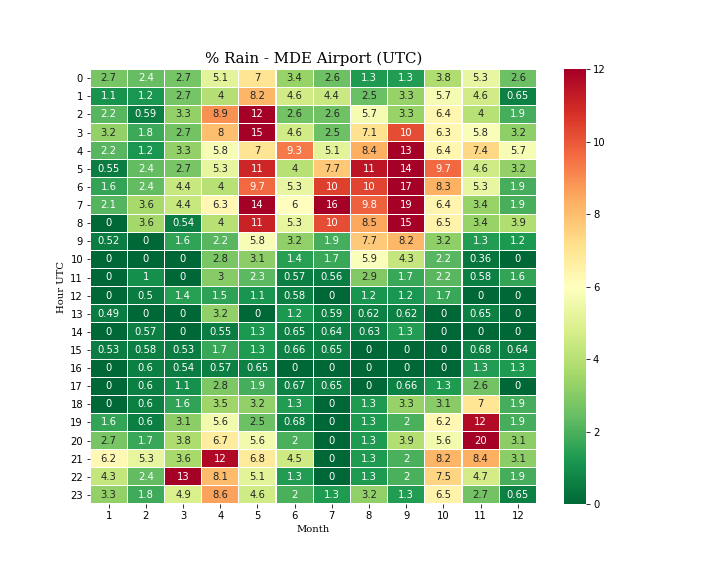 % Rain - MDE Airport (UTC)
0 2.7 2.4 2.7 5.1 7 3.4 2.6 1.3 1.3 3.8 5.3 2.6
1 1.1 1.2 2.7 4 8.2 4.6 4.4 2.5 3.3 5.7 4.6 0.65
2 2.2 0.59 3.3 8.9 12 2.6 2.6 5.7 3.3 6.4 4 1.9
3 3.2 1.8 2.7 8 15 4.6 2.5 7.1 10 6.3 5.8 3.2
4 2.2 1.2 3.3 5.8 7 9.3 5.1 8.4 13 6.4 7.4 5.7
5 0.55 2.4 2.7 5.3 11 4 7.7 11 14 9.7 4.6 3.2
6 1.6 2.4 4.4 4 9.7 5.3 10 10 17 8.3 5.3 1.9
7 2.1 3.6 4.4 6.3 14 6 16 9.8 19 6.4 3.4 1.9
8 0 3.6 0.54 4 11 5.3 10 8.5 15 6.5 3.4 3.9
9 0.52 0 1.6 2.2 5.8 3.2 1.9 7.7 8.2 3.2 1.3 1.2
10 0 0 0 2.8 3.1 1.4 1.7 5.9 4.3 2.2 0.36 0
11 0 1 0 3 2.3 0.57 0.56 2.9 1.7 2.2 0.58 1.6
12 0 0.5 1.4 1.5 1.1 0.58 0 1.2 1.2 1.7 0 0
13 0.49 0 0 3.2 0 1.2 0.59 0.62 0.62 0 0.65 0
14 0 0.57 0 0.55 1.3 0.65 0.64 0.63 1.3 0 0 0
15 0.53 0.58 0.53 1.7 1.3 0.66 0.65 0 0 0 0.68 0.64
16 0 0.6 0.54 0.57 0.65 0 0 0 0 0 1.3 1.3
17 0 0.6 1.1 2.8 1.9 0.67 0.65 0 0.66 1.3 2.6 0
18 0 0.6 1.6 3.5 3.2 1.3 0 1.3 3.3 3.1 7 1.9
19 1.6 0.6 3.1 5.6 2.5 0.68 0 1.3 2 6.2 12 1.9
20 2.7 1.7 3.8 6.7 5.6 2 0 1.3 3.9 5.6 20 3.1
21 6.2 5.3 3.6 12 6.8 4.5 0 1.3 2 8.2 8.4 3.1
22 4.3 2.4 13 8.1 5.1 1.3 0 1.3 2 7.5 4.7 1.9
23 3.3 1.8 4.9 8.6 4.6 2 1.3 3.2 1.3 6.5 2.7 0.65
1 2 3 4 5 6 7 8 9 10 11 12
Month
Hour UTC
12
10
8
6
4
2
0